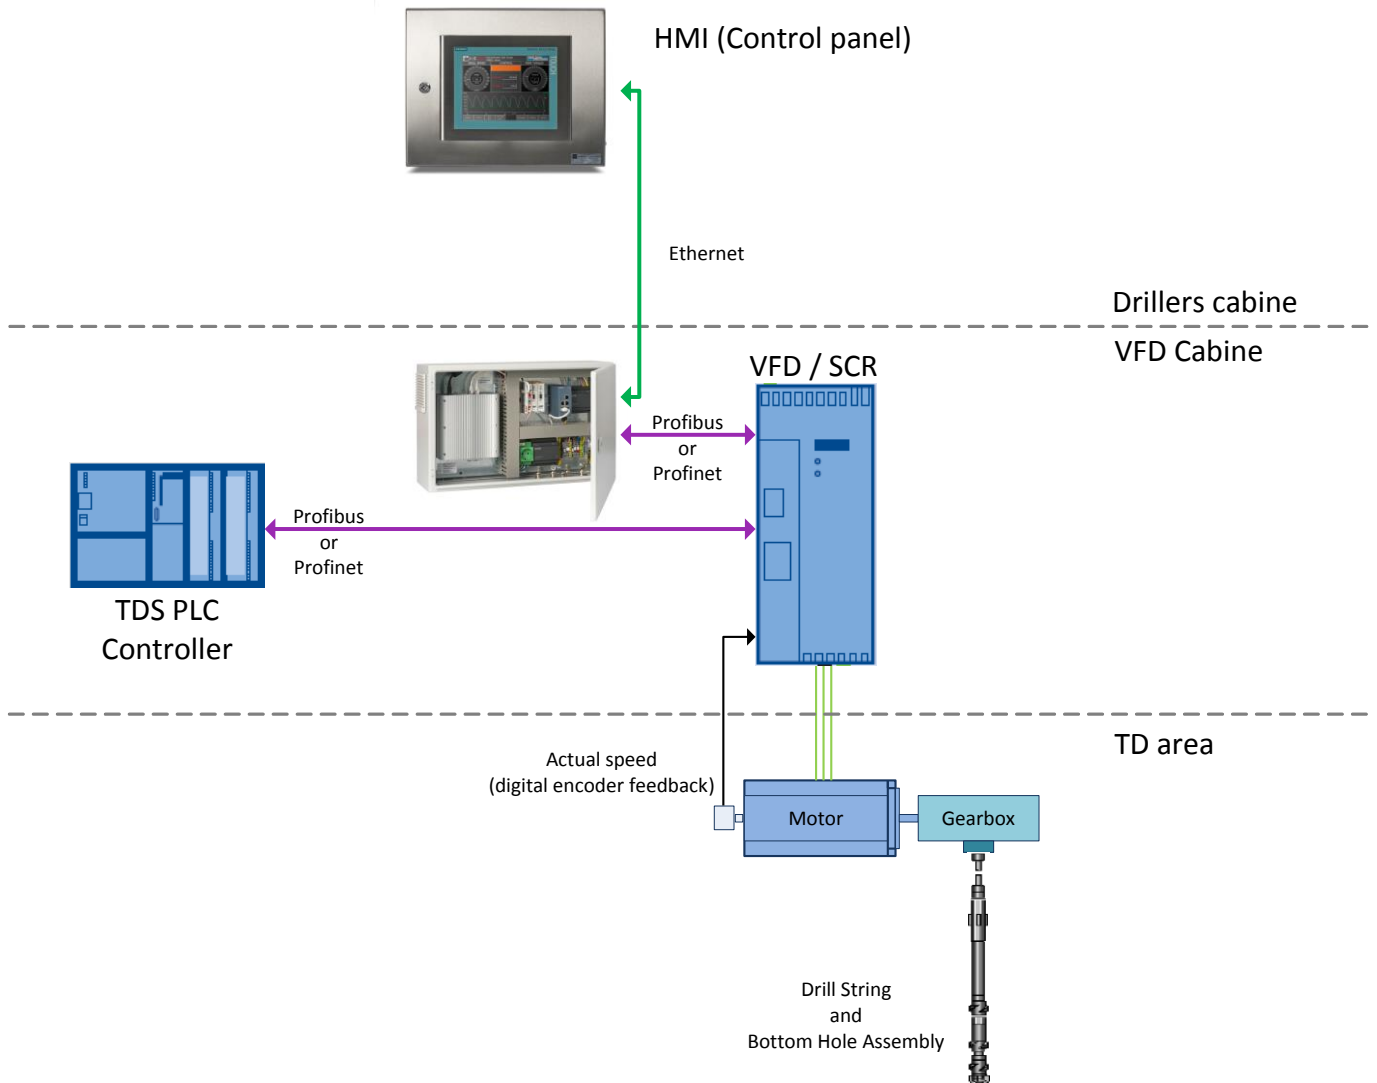 HMI (Control panel)
Ethernet
Drillers cabine
VFD Cabine
VFD / SCR
Profibus
or
Profinet
Profibus
or
Profinet
TDS PLC
Controller
TD area
Actual speed
(digital encoder feedback)
Motor
Gearbox
Drill String
and
Bottom Hole Assembly